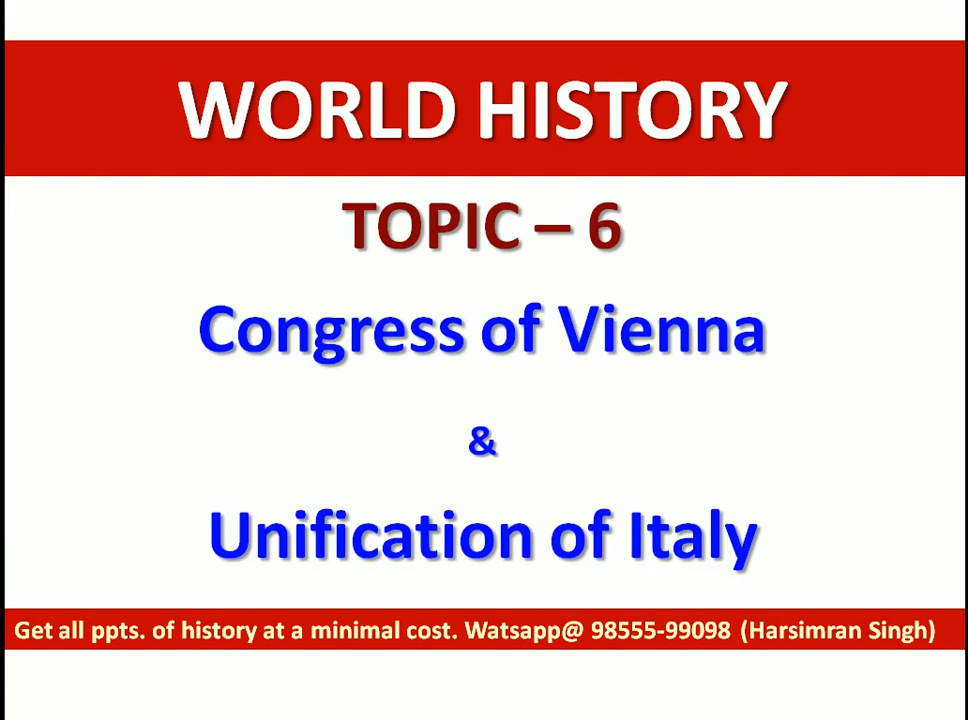 WORLD HISTORY
TOPIC – 6
Congress of Vienna
&
Unification of Italy
Get all ppts. of history at a minimal cost. Watsapp@ 98555-99098 (Harsimran Singh)